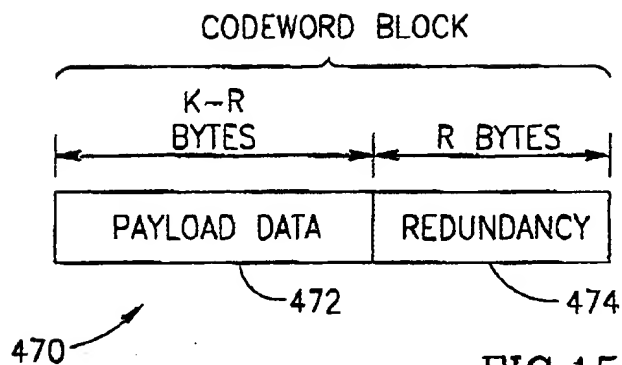 CODEWORD BLOCK
K-R
BYTES
R BYTES
PAYLOAD DATA
REDUNDANCY
472
474
470